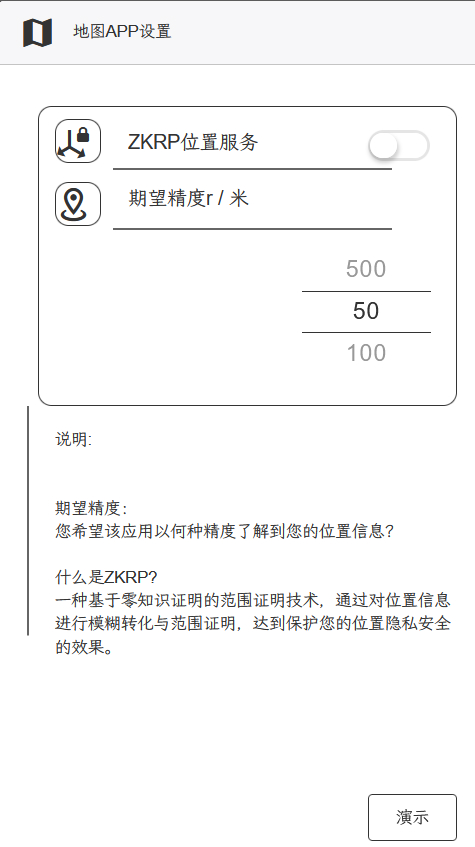 地图APP设置
ZKRP位置服务
期望精度r / 米
500
50
100
说明:
期望精度：
您希望该应用以何种精度了解到您的位置信息？
什么是ZKRP?
一种基于零知识证明的范围证明技术，通过对位置信息
进行模糊转化与范围证明，达到保护您的位置隐私安全
的效果。
演示